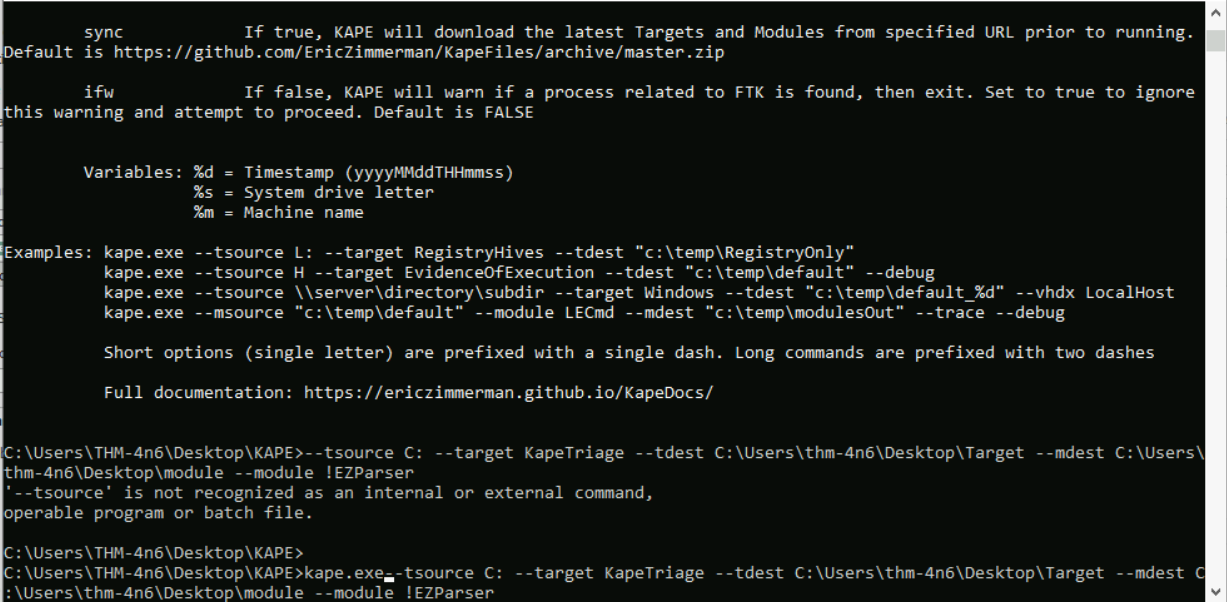 sync            If true, KAPE will download the latest Targets and Modules from specified URL prior to running.
Default is https://github.com/EricZimmerman/KapeFiles/archive/master.zip
ifw             If false, KAPE will warn if a process related to FTK is found, then exit. Set to true to ignore
this warning and attempt to proceed. Default is FALSE
Variables: %d = Timestamp (yyyyMMddTHHmmss)
%s = System drive letter
%m = Machine name
Examples: kape.exe --tsource L: --target RegistryHives --tdest "c:\temp\RegistryOnly"
kape.exe --tsource H --target EvidenceOfExecution --tdest "c:\temp\default" --debug
kape.exe --tsource \\server\directory\subdir --target Windows --tdest "c:\temp\default_%d" --vhdx LocalHost
kape.exe --msource "c:\temp\default" --module LECmd --mdest "c:\temp\modulesOut" --trace --debug
Short options (single letter) are prefixed with a single dash. Long commands are prefixed with two dashes
Full documentation: https://ericzimmerman.github.io/KapeDocs/
C:\Users\THM-4n6\Desktop\KAPE>--tsource C: --target KapeTriage --tdest C:\Users\thm-4n6\Desktop\Target --mdest C:\Users\
thm-4n6\Desktop\module --module !EZParser
'--tsource' is not recognized as an internal or external command,
operable program or batch file.
C:\Users\THM-4n6\Desktop\KAPE>
C:\Users\THM-4n6\Desktop\KAPE>kape.exe--tsource C: --target KapeTriage --tdest C:\Users\thm-4n6\Desktop\Target --mdest C
:\Users\thm-4n6\Desktop\module --module !EZParser